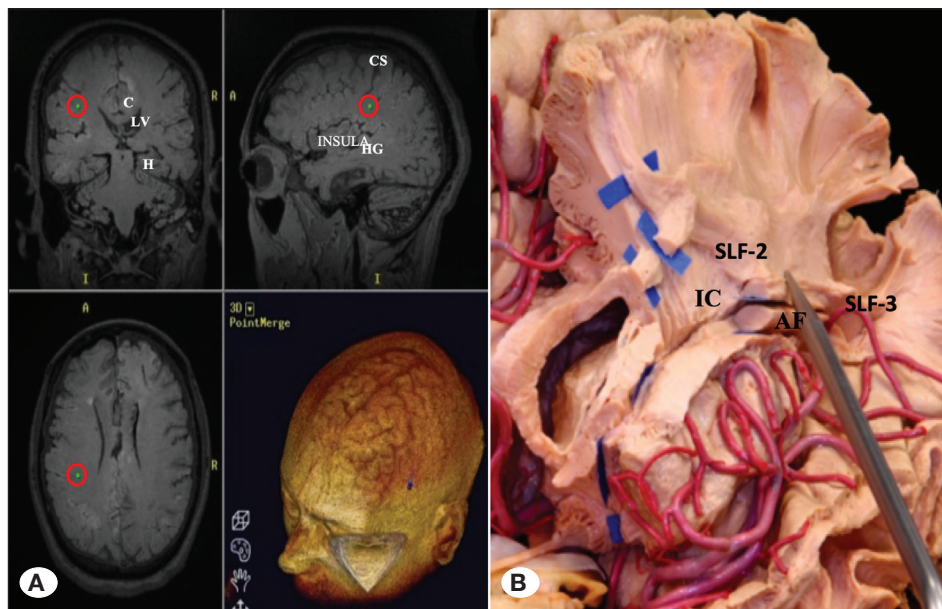 C
LV
H
R
I
A
CS
INSULA
HG
I
A
R
3D
PointMerge
A
SLF-2
IC
SLF-3
AF
B